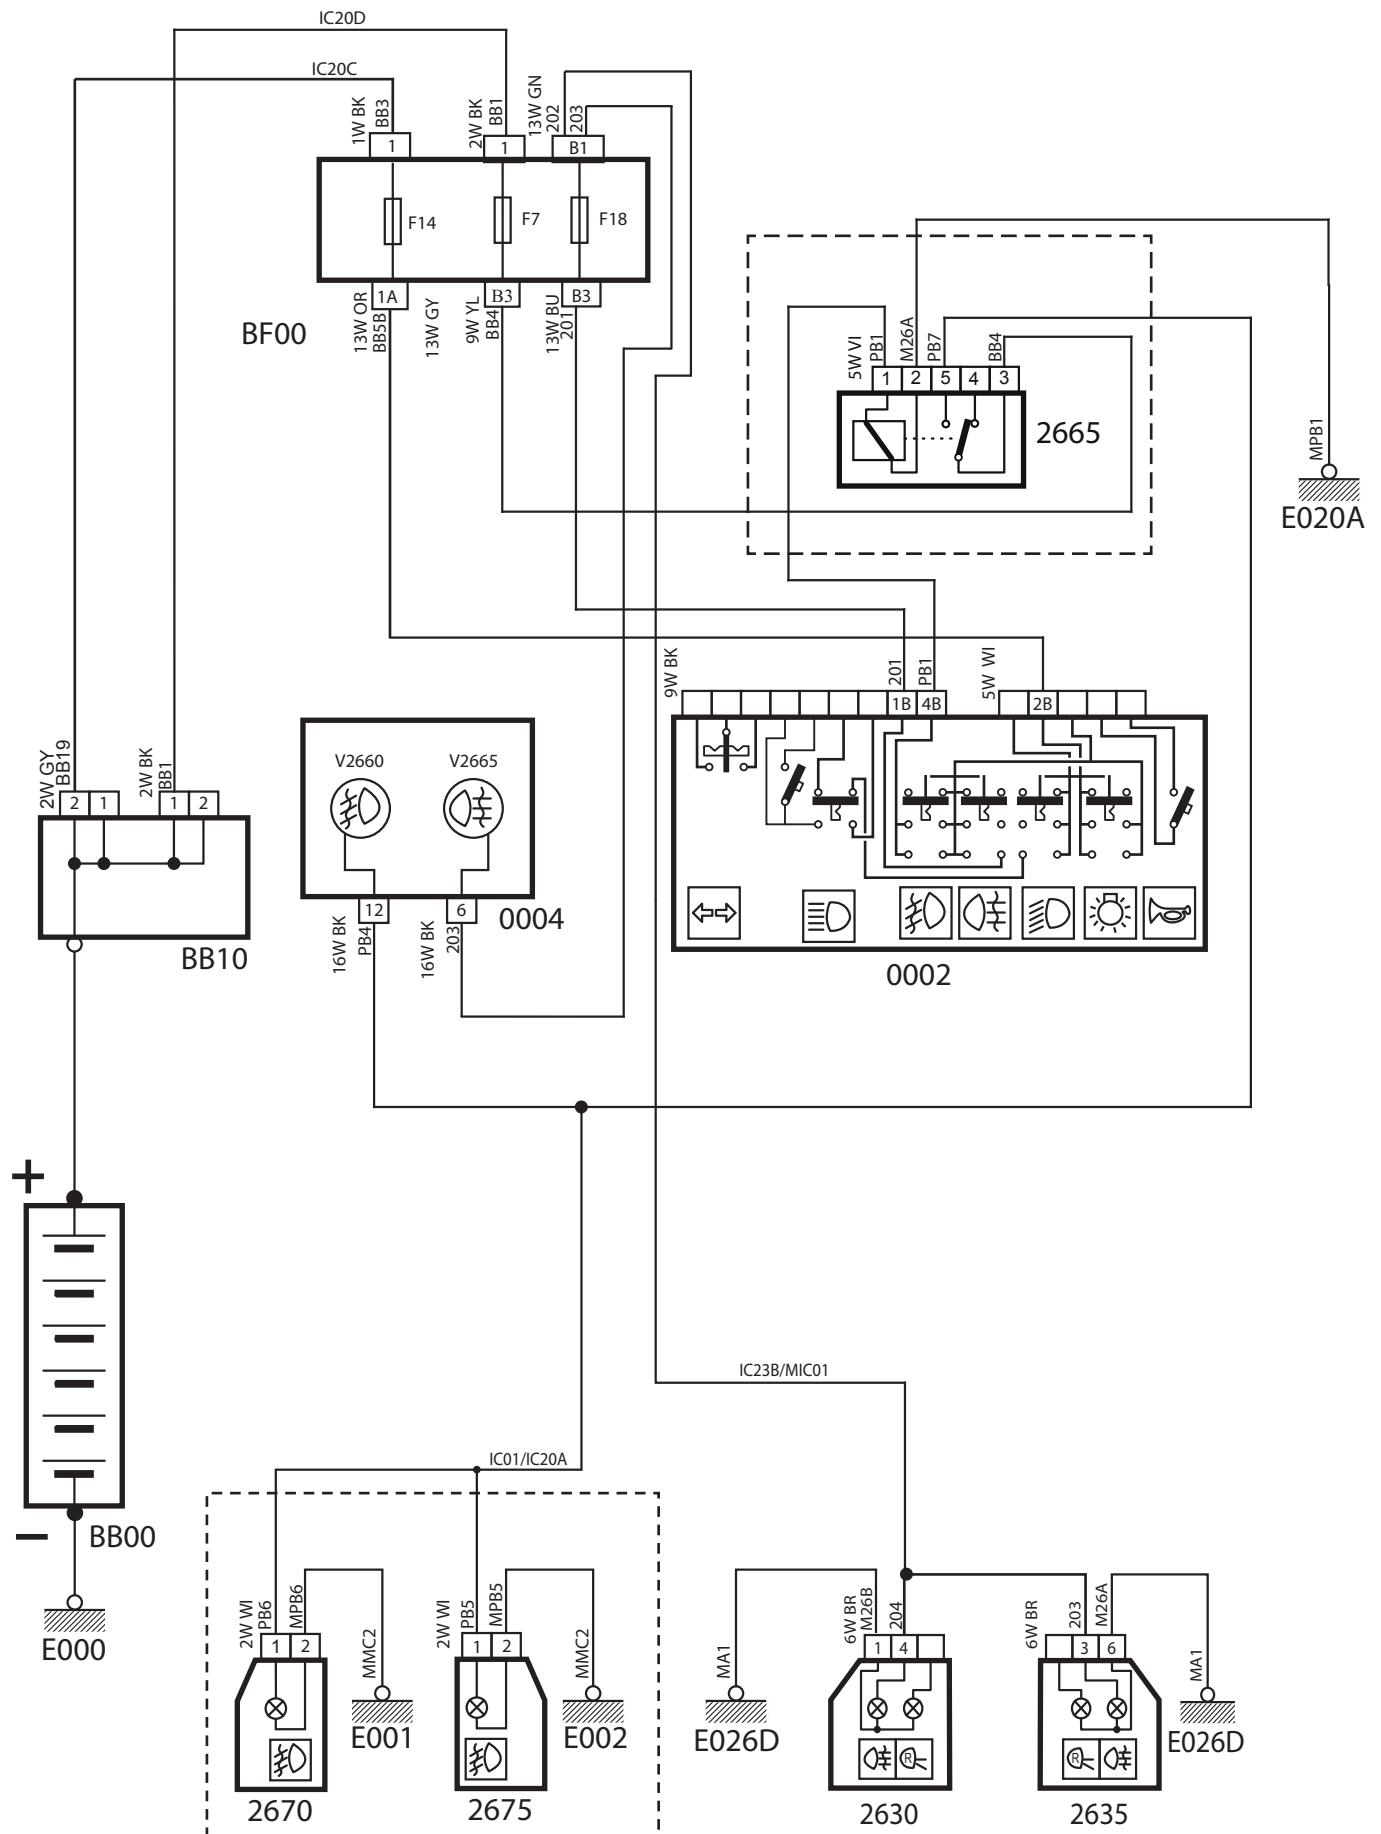 IC20D
IC20C
1W BK
BB3
2W BK
BB1
13W GN
202
203
1
1
B1
F14
F7
F18
1A
B3
B3
BF00
13W OR
BB5B
13W GY
9W YL
BB4
13W BU
201
5W VI
PB1
M26A
PB7
BB4
1
2
5
4
3
2665
MPB1
E020A
9W BK
201
PB1
5W WI
1B
4B
2B
0002
2W GY
BB19
2W BK
BB1
2
1
1
2
BB10
V2660
V2665
12
6
0004
16W BK
PB4
16W BK
203
+
−
BB00
E000
IC23B/MIC01
IC01/IC20A
2W WI
PB6
MPB6
1
2
MMC2
E001
2670
2W WI
PB5
MPB5
1
2
MMC2
E002
2675
MA1
E026D
6W BR
M26B
204
1
4
R
2630
6W BR
203
M26A
3
6
R
MA1
E026D
2635